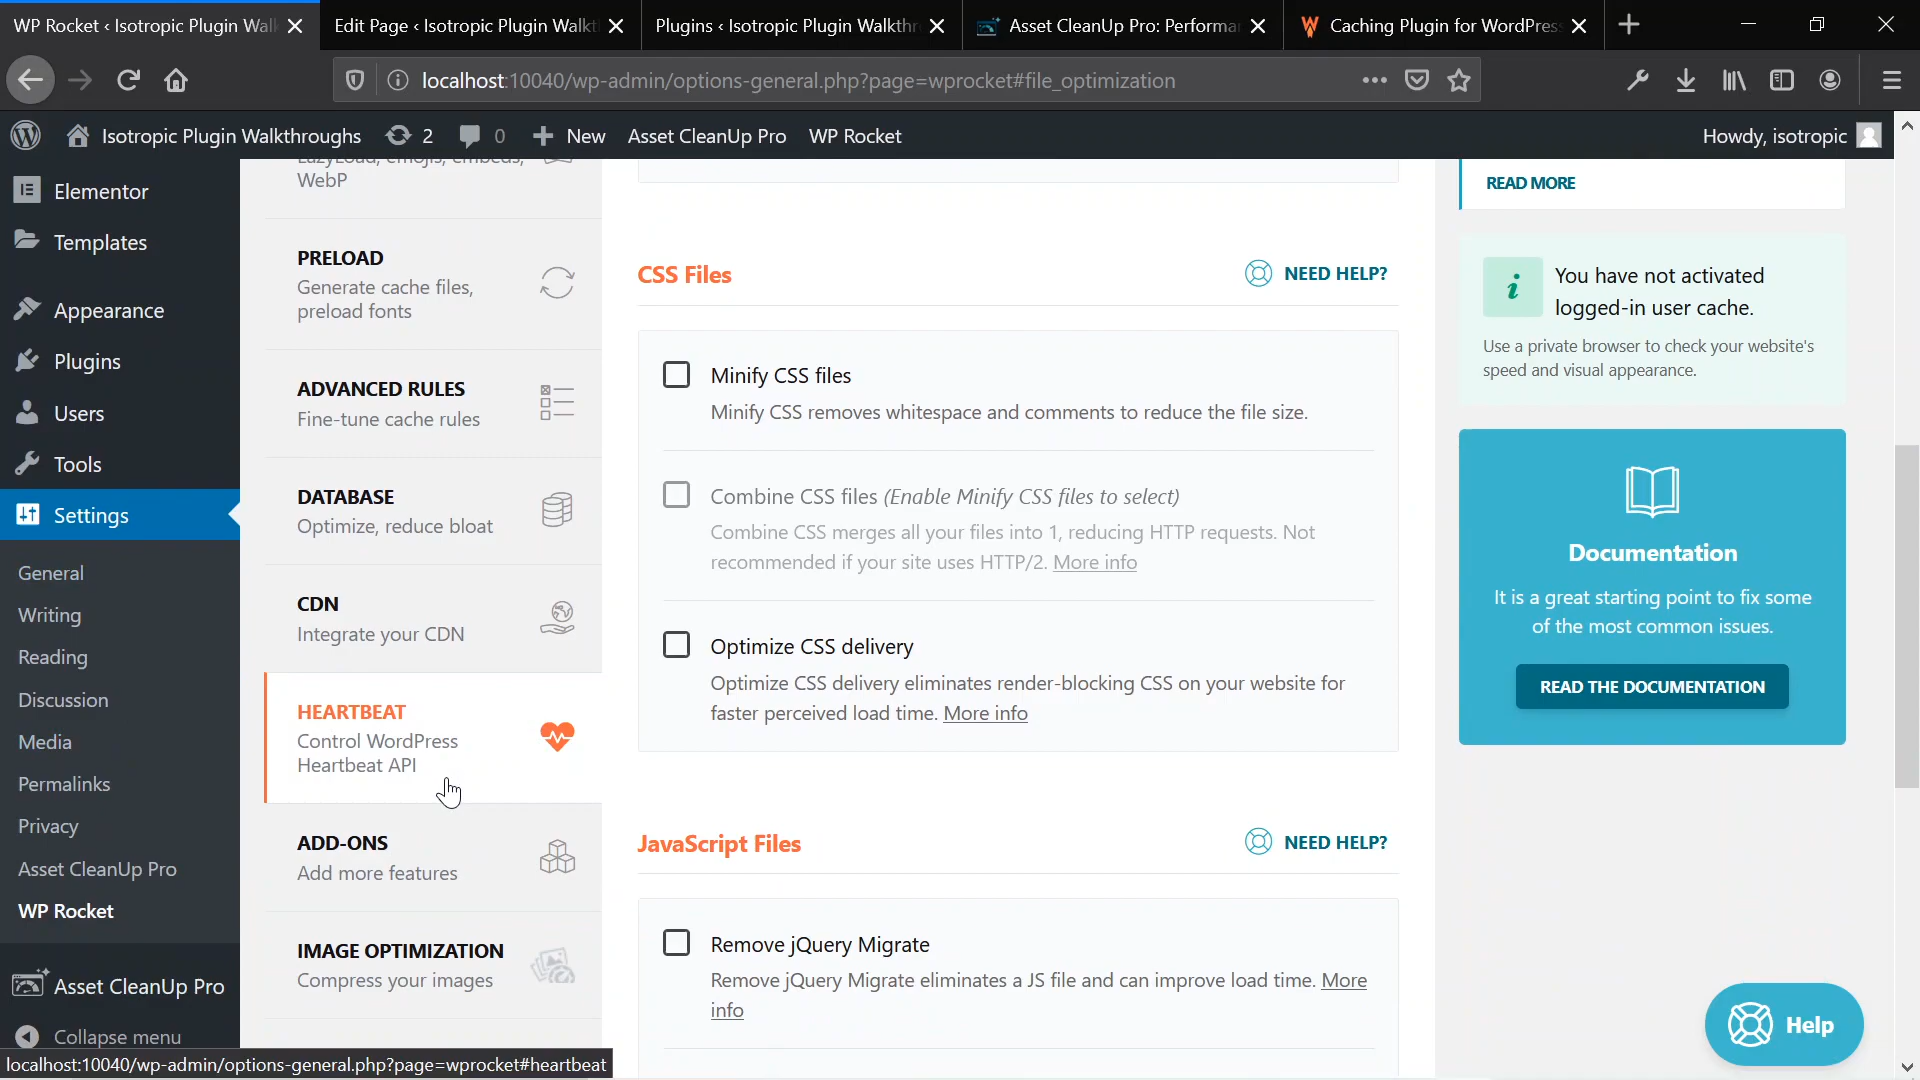 WP Rocket ‹ Isotropic Plugin Walk
Edit Page ‹ Isotropic Plugin Walkt
Plugins ‹ Isotropic Plugin Walkthr
Asset CleanUp Pro: Performa
Caching Plugin for WordPress
localhost:10040/wp-admin/options-general.php?page=wprocket#file_optimization
Isotropic Plugin Walkthroughs
2
0
New
Asset CleanUp Pro
WP Rocket
Howdy, isotropic
Elementor
Templates
Appearance
Plugins
Users
Tools
Settings
General
Writing
Reading
Discussion
Media
Permalinks
Privacy
Asset CleanUp Pro
WP Rocket
Asset CleanUp Pro
Collapse menu
LazyLoad, emojis, embeds,
WebP
PRELOAD
Generate cache files,
preload fonts
ADVANCED RULES
Fine-tune cache rules
DATABASE
Optimize, reduce bloat
CDN
Integrate your CDN
HEARTBEAT
Control WordPress
Heartbeat API
ADD-ONS
Add more features
IMAGE OPTIMIZATION
Compress your images
CSS Files
NEED HELP?
Minify CSS files
Minify CSS removes whitespace and comments to reduce the file size.
Combine CSS files (Enable Minify CSS files to select)
Combine CSS merges all your files into 1, reducing HTTP requests. Not
recommended if your site uses HTTP/2. More info
Optimize CSS delivery
Optimize CSS delivery eliminates render-blocking CSS on your website for
faster perceived load time. More info
JavaScript Files
NEED HELP?
Remove jQuery Migrate
Remove jQuery Migrate eliminates a JS file and can improve load time. More
info
READ MORE
You have not activated
logged-in user cache.
Use a private browser to check your website's
speed and visual appearance.
Documentation
It is a great starting point to fix some
of the most common issues.
READ THE DOCUMENTATION
Help
localhost:10040/wp-admin/options-general.php?page=wprocket#heartbeat